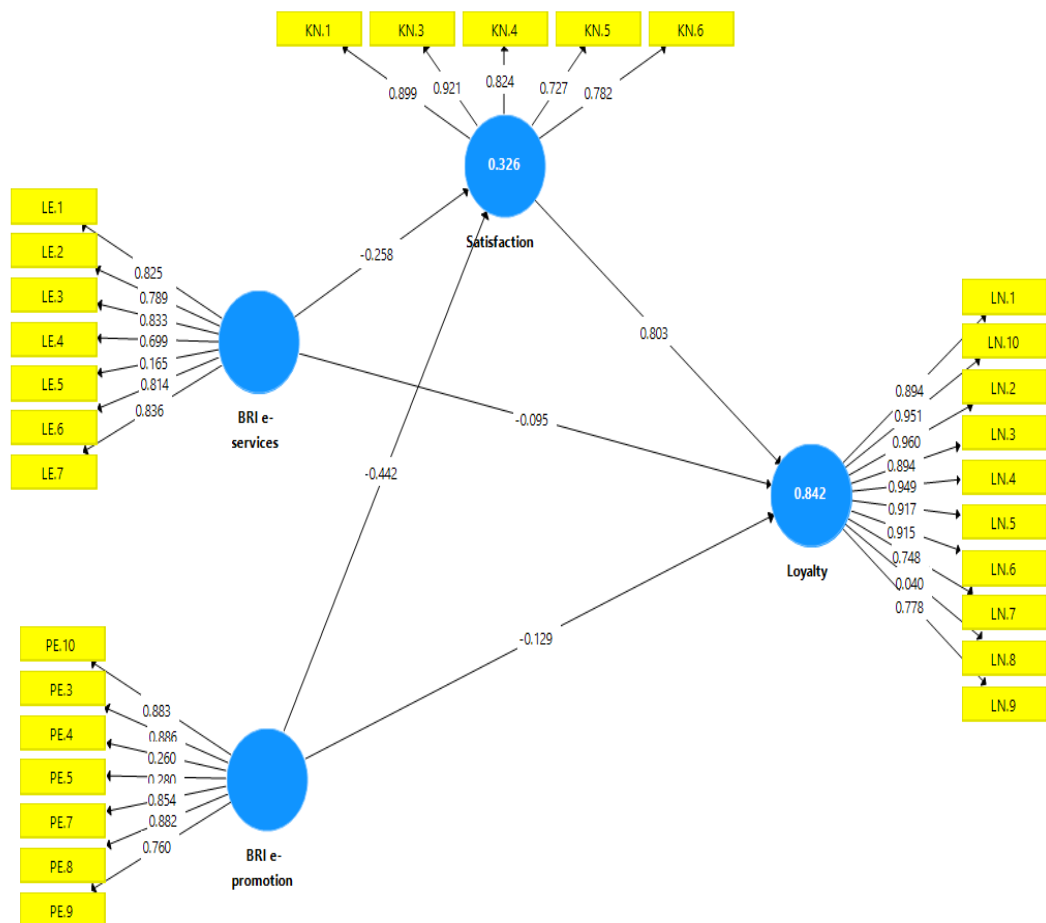 KN.1
KN.3
KN.4
KN.5
KN.6
0.899
0.921
0.824
0.727
0.782
0.326
Satisfaction
LE.1
LE.2
LE.3
LE.4
LE.5
LE.6
LE.7
0.825
0.789
0.833
0.699
0.165
0.814
0.836
BRI e-
services
-0.258
-0.442
0.803
-0.095
-0.129
LN.1
LN.10
LN.2
LN.3
LN.4
LN.5
LN.6
LN.7
LN.8
LN.9
0.894
0.951
0.960
0.894
0.949
0.917
0.915
0.748
0.040
0.778
0.842
Loyalty
PE.10
PE.3
PE.4
PE.5
PE.7
PE.8
PE.9
0.883
0.886
0.260
0.280
0.854
0.882
0.760
BRI e-
promotion